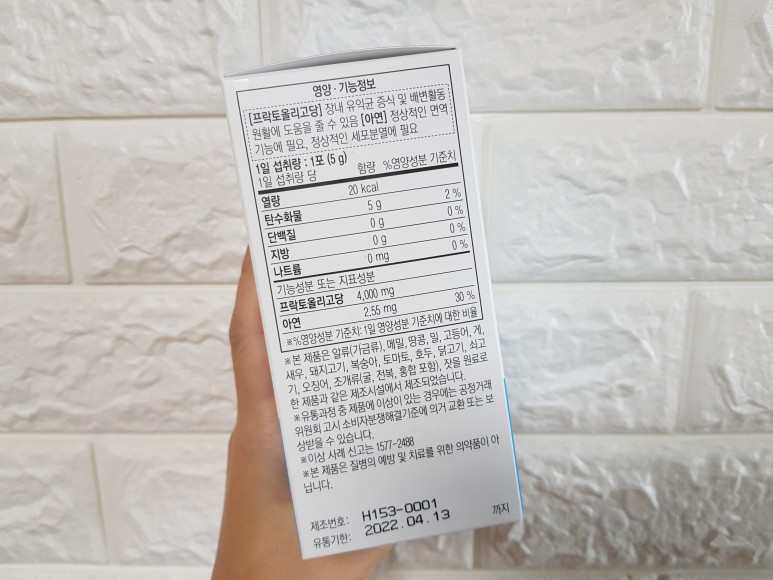 영양 · 기능정보
[프락토올리고당] 장내 유익균 증식 및 배변활동
원활에 도움을 줄 수 있음 [아연] 정상적인 면역
기능에 필요, 정상적인 세포분열에 필요
1일 섭취량 : 1포 (5 g)
1일 섭취량 당 함량 %영양성분 기준치
열량 20 kcal
탄수화물 5 g 2 %
단백질 0 g 0 %
지방 0 g 0 %
나트륨 0 mg 0 %
기능성분 또는 지표성분
프락토올리고당 4,000 mg
아연 2.55 mg 30 %
※%영양성분 기준치: 1일 영양성분 기준치에 대한 비율
※본 제품은 알류(가금류), 메밀, 땅콩, 밀, 고등어, 게,
새우, 돼지고기, 복숭아, 토마토, 호두, 닭고기, 쇠고
기, 오징어, 조개류(굴, 전복, 홍합 포함), 잣을 원료로
한 제품과 같은 제조시설에서 제조되었습니다.
※유통과정 중 제품에 이상이 있는 경우에는 공정거래
위원회 고시 소비자분쟁해결기준에 의거 교환 또는 보
상받을 수 있습니다.
※이상 사례 신고는 1577-2488
※본 제품은 질병의 예방 및 치료를 위한 의약품이 아
닙니다.
제조번호: H153-0001
유통기한: 2022.04.13 까지